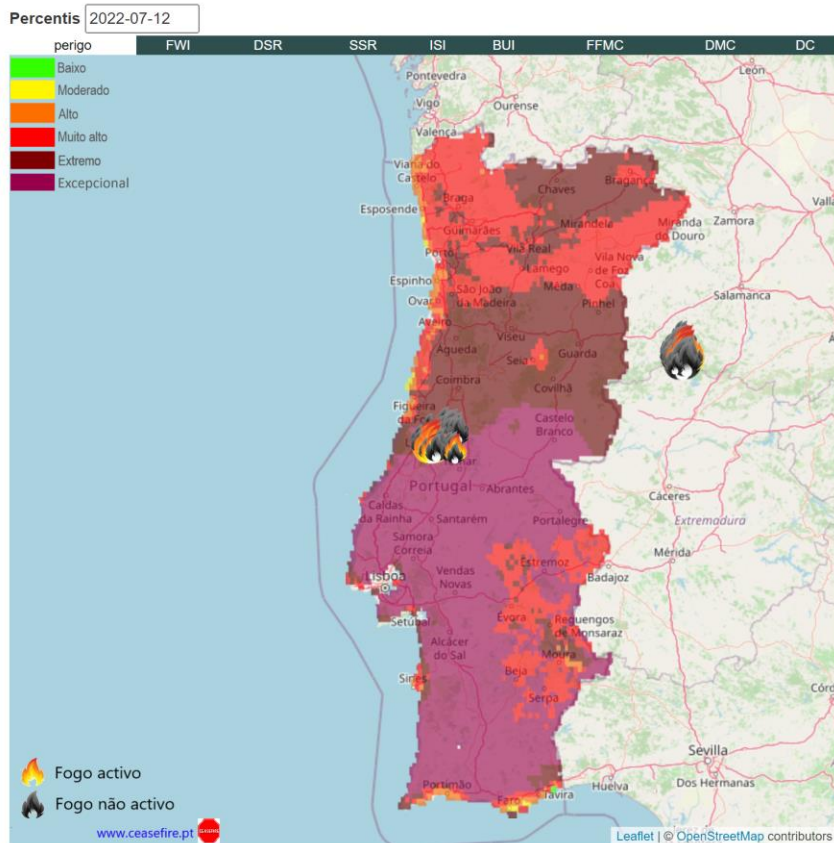 Percentis 2022-07-12
perigo FWI DSR SSR ISI BUI FFMC DMC DC
Baixo
Moderado
Alto
Muito alto
Extremo
Excepcional
León
Pontevedra
Vigo
Ourense
Valença
Viana do
Castelo
Bragança
Chaves
Braga
Esposende
Guimarães
Mirandela
Miranda
do Douro
Zamora
Vall
Porto
Vila Real
Lamego
Vila Nova
de Foz
Coa
Espinho
São João
da Madeira
Mêda
Pinhel
Salamanca
Ovar
Aveiro
Viseu
Águeda
Seia
Guarda
Coimbra
Covilhã
Figueira
da Fo
Castelo
Branco
Portugal
Abrantes
Cáceres
Caldas
da Rainha
Santarém
Portalegre
Extremadura
Samora
Correia
Estremoz
Mérida
Lisboa
Vendas
Novas
Badajoz
Setúbal
Évora
Reguengos
de Monsaraz
Alcácer
do Sal
Moura
Sines
Beja
Serpa
Córd
Sevilla
Dos Hermanas
Huelva
Portimão
Faro
Tavira
Fogo activo
Fogo não activo
www.ceasefire.pt
Leaflet | © OpenStreetMap contributors